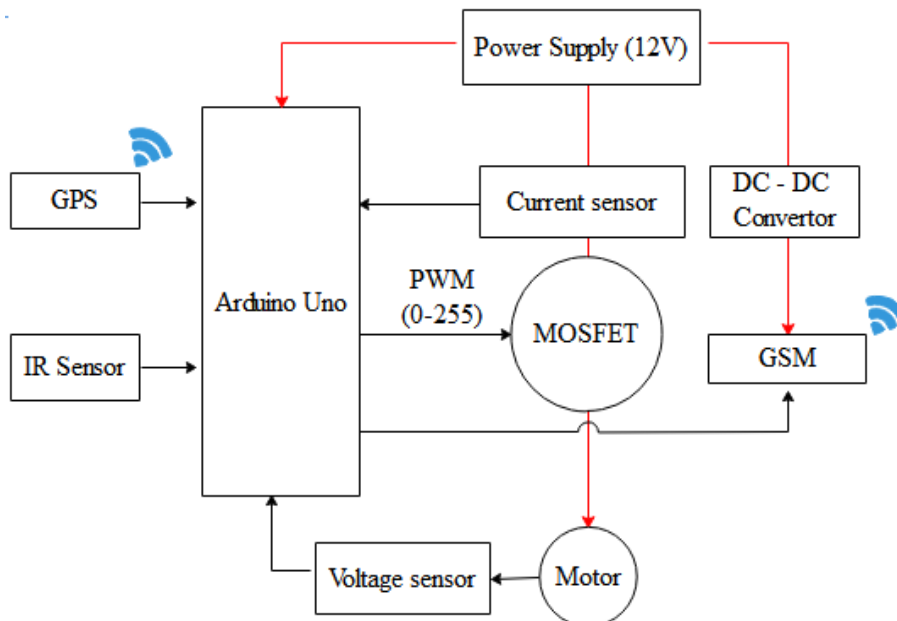 Power Supply (12V)
GPS
Current sensor
DC - DC
Convertor
Arduino Uno
PWM
(0-255)
MOSFET
IR Sensor
GSM
Voltage sensor
Motor